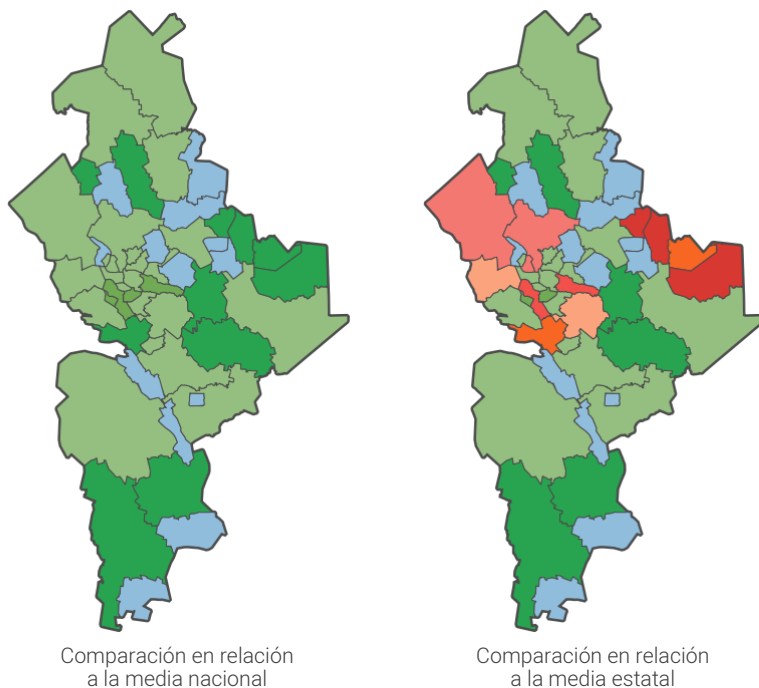 Comparación en relación
a la media nacional
Comparación en relación
a la media estatal